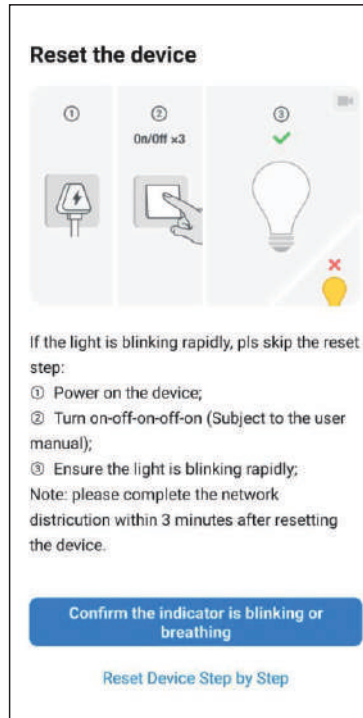 Reset the device
①
②
③
On/Off ×3
If the light is blinking rapidly, pls skip the reset
step:
① Power on the device;
② Turn on-off-on-off-on (Subject to the user
manual);
③ Ensure the light is blinking rapidly;
Note: please complete the network
districution within 3 minutes after resetting
the device.
Confirm the indicator is blinking or
breathing
Reset Device Step by Step